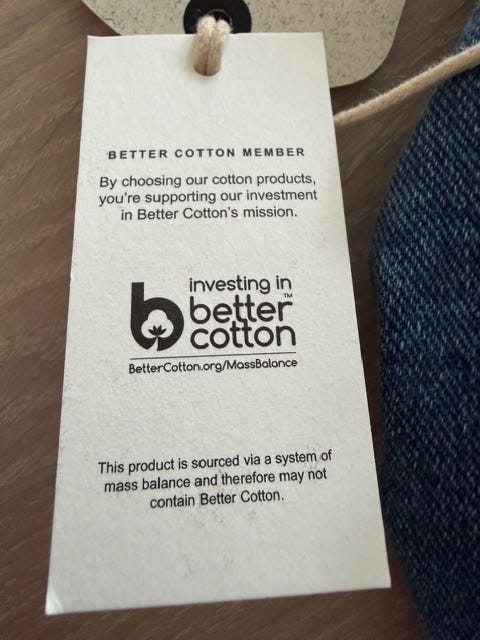 BETTER COTTON MEMBER
By choosing our cotton products,
you're supporting our investment
in Better Cotton's mission.
investing in
better™
cotton
BetterCotton.org/MassBalance
This product is sourced via a system of
mass balance and therefore may not
contain Better Cotton.